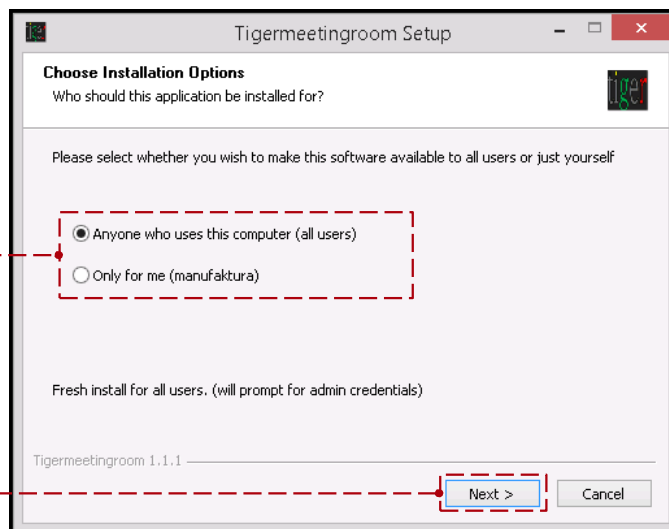 tiger
Tigermeetingroom Setup
Choose Installation Options
Who should this application be installed for?
tiger
Please select whether you wish to make this software available to all users or just yourself
Anyone who uses this computer (all users)
Only for me (manufaktura)
Fresh install for all users. (will prompt for admin credentials)
Tigermeetingroom 1.1.1
Next >
Cancel